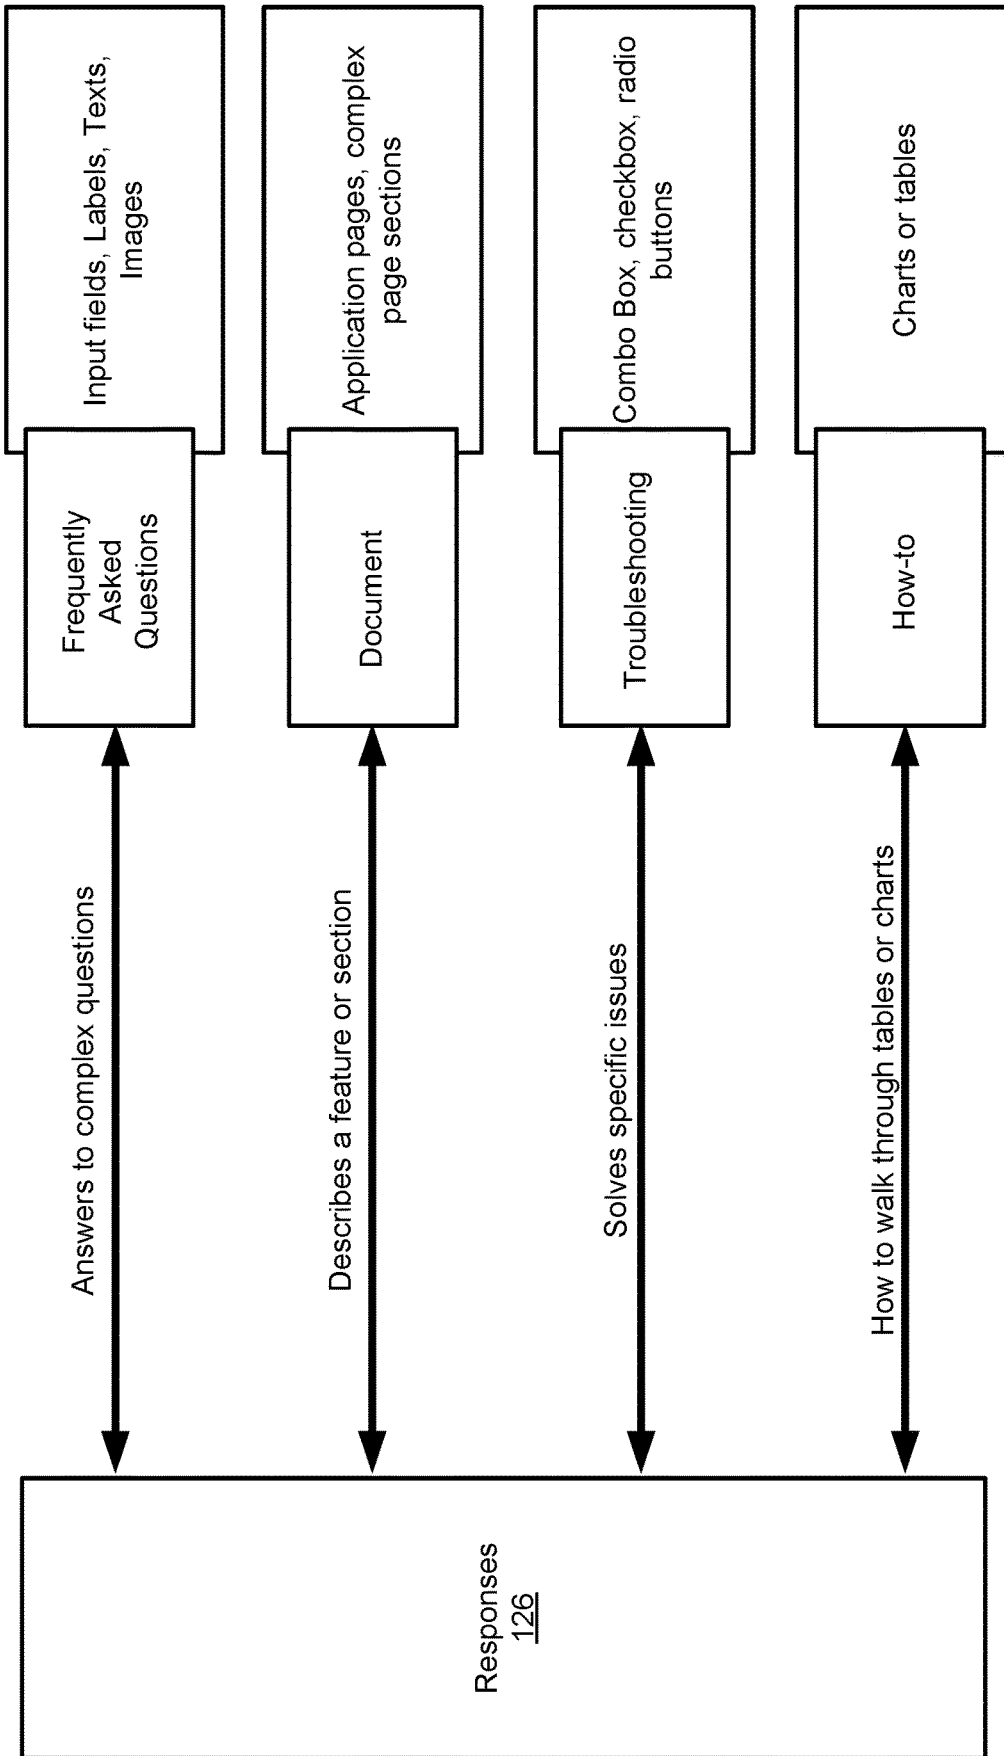 Responses
126
Answers to complex questions
Frequently
Asked
Questions
Input fields, Labels, Texts,
Images
Describes a feature or section
Document
Application pages, complex
page sections
Solves specific issues
Troubleshooting
Combo Box, checkbox, radio
buttons
How to walk through tables or charts
How-to
Charts or tables